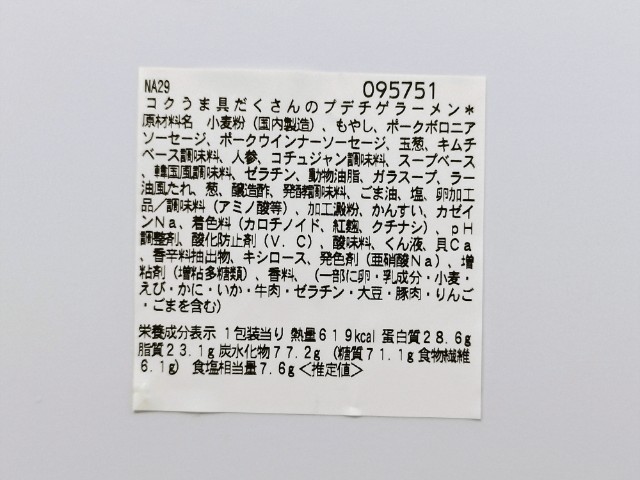 NA29
095751
コクうま具だくさんのプデチゲラーメン＊
原材料名 小麦粉（国内製造）、もやし、ポークボロニア
ソーセージ、ポークウインナーソーセージ、玉葱、キムチ
ベース調味料、人参、コチュジャン調味料、スープベース
、韓国風調味料、ゼラチン、動物油脂、ガラスープ、ラー
油風たれ、葱、醸造酢、発酵調味料、ごま油、塩、卵加工
品／調味料（アミノ酸等）、加工澱粉、かんすい、カゼイ
ンNa、着色料（カロチノイド、紅麹、クチナシ）、pH
調整剤、酸化防止剤（V．C）、酸味料、くん液、貝Ca
、香辛料抽出物、キシロース、発色剤（亜硝酸Na）、増
粘剤（増粘多糖類）、香料、（一部に卵・乳成分・小麦・
えび・かに・いか・牛肉・ゼラチン・大豆・豚肉・りんご
・ごまを含む）
栄養成分表示 1包装当り 熱量619kcal 蛋白質28.6g
脂質23.1g 炭水化物77.2g （糖質71.1g 食物繊維
6.1g） 食塩相当量7.6g＜推定値＞